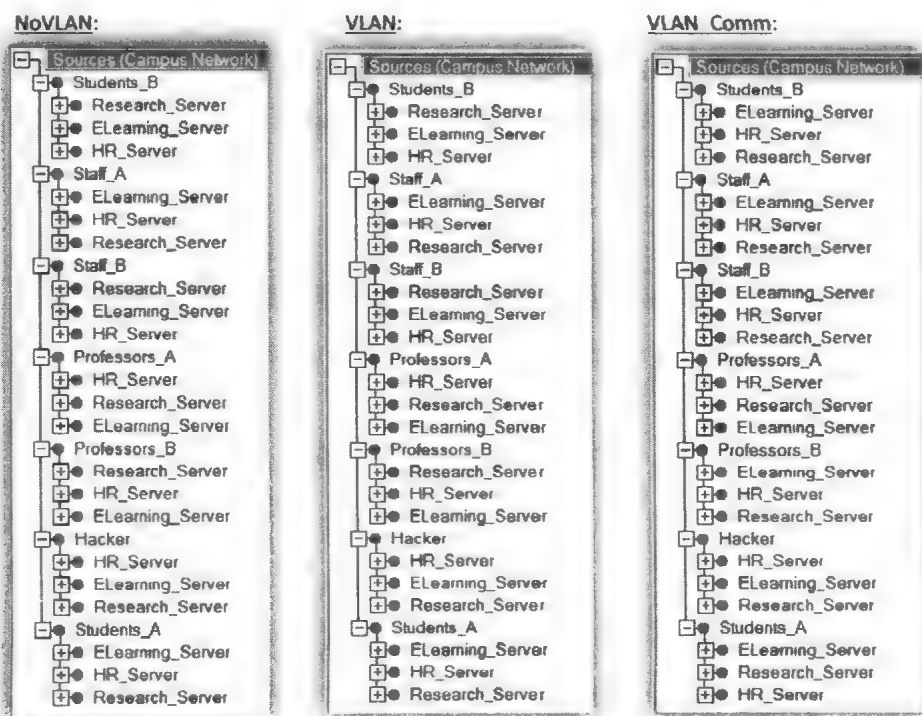 NoVLAN:
Sources (Campus Network)
Students_B
Research_Server
ELearning_Server
HR_Server
Staff_A
ELearning_Server
HR_Server
Research_Server
Staff_B
Research_Server
ELearning_Server
HR_Server
Professors_A
HR_Server
Research_Server
ELearning_Server
Professors_B
Research_Server
HR_Server
ELearning_Server
Hacker
HR_Server
ELearning_Server
Research_Server
Students_A
ELearning_Server
HR_Server
Research_Server
VLAN:
Sources (Campus Network)
Students_B
Research_Server
ELearning_Server
HR_Server
Staff_A
ELearning_Server
HR_Server
Research_Server
Staff_B
Research_Server
ELearning_Server
HR_Server
Professors_A
HR_Server
Research_Server
ELearning_Server
Professors_B
Research_Server
HR_Server
ELearning_Server
Hacker
HR_Server
ELearning_Server
Research_Server
Students_A
ELearning_Server
HR_Server
Research_Server
VLAN Comm:
Sources (Campus Network)
Students_B
ELearning_Server
HR_Server
Research_Server
Staff_A
ELearning_Server
HR_Server
Research_Server
Staff_B
ELearning_Server
HR_Server
Research_Server
Professors_A
HR_Server
Research_Server
ELearning_Server
Professors_B
ELearning_Server
HR_Server
Research_Server
Hacker
HR_Server
ELearning_Server
Research_Server
Students_A
ELearning_Server
Research_Server
HR_Server